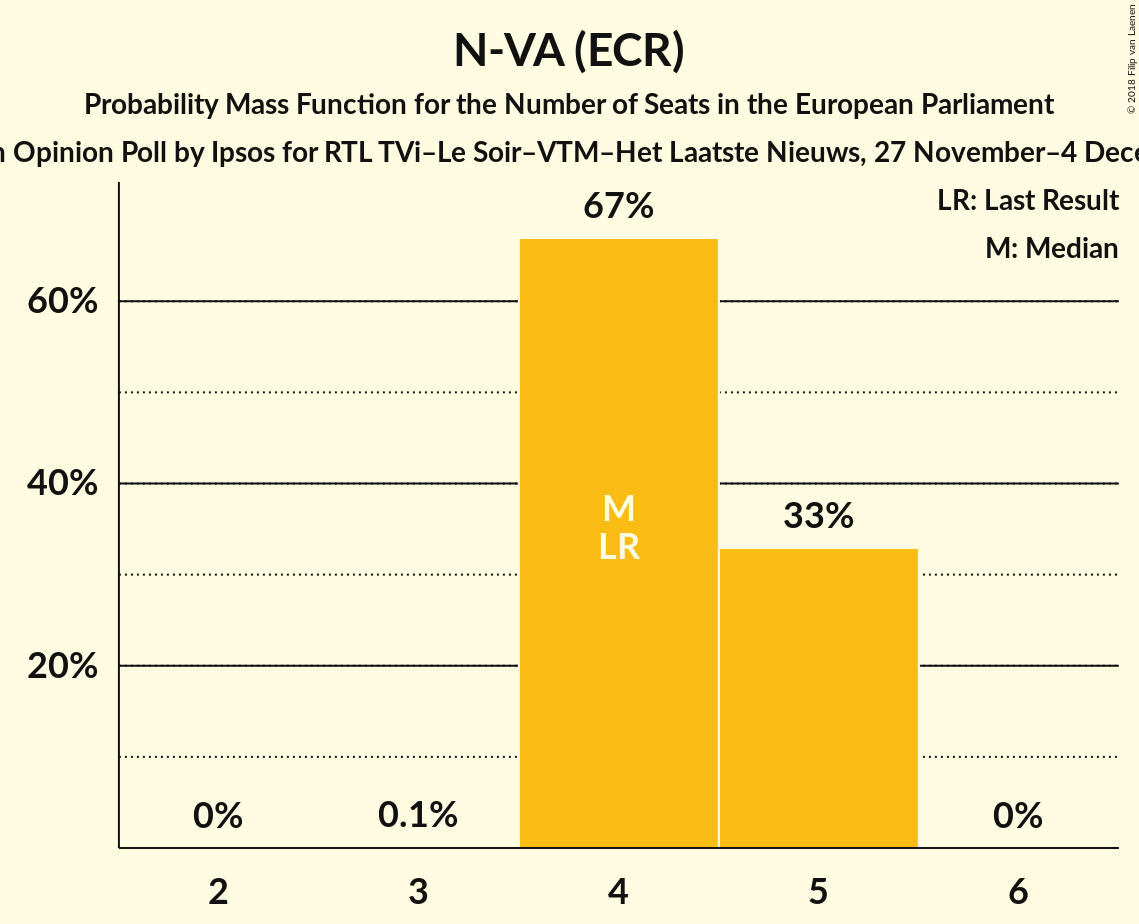 N-VA (ECR)
Probability Mass Function for the Number of Seats in the European Parliament
Opinion Poll by Ipsos for RTL TVi–Le Soir–VTM–Het Laatste Nieuws, 27 November–4
© 2018 Filip van Laenen
LR: Last Result
M: Median
67%
60%
40%
M
LR
33%
20%
0%
0.1%
0%
2
3
4
5
6